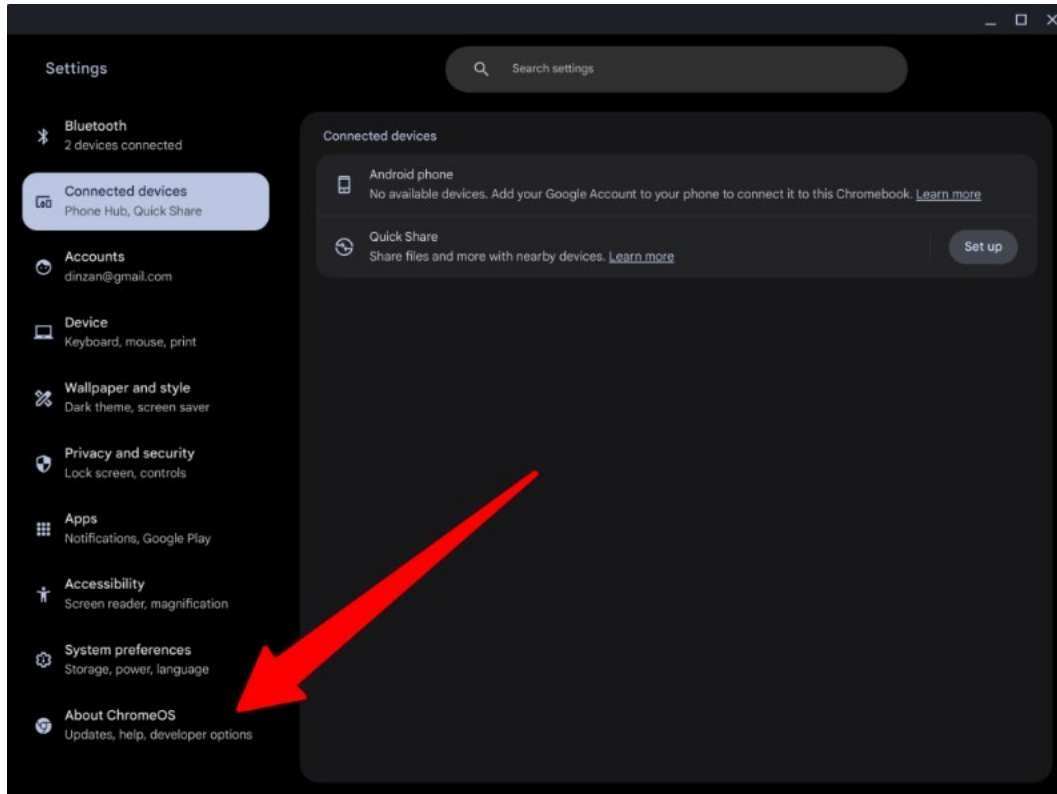 Settings
Search settings
Bluetooth
2 devices connected
Connected devices
Phone Hub, Quick Share
Accounts
dinzan@gmail.com
Device
Keyboard, mouse, print
Wallpaper and style
Dark theme, screen saver
Privacy and security
Lock screen, controls
Apps
Notifications, Google Play
Accessibility
Screen reader, magnification
System preferences
Storage, power, language
About ChromeOS
Updates, help, developer options
Connected devices
Android phone
No available devices. Add your Google Account to your phone to connect it to this Chromebook. Learn more
Quick Share
Share files and more with nearby devices. Learn more
Set up